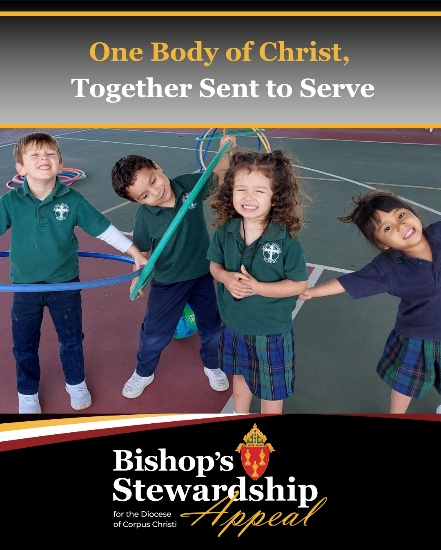 One Body of Christ,
Together Sent to Serve
Bishop's
Stewardship
Appeal
for the Diocese
of Corpus Christi